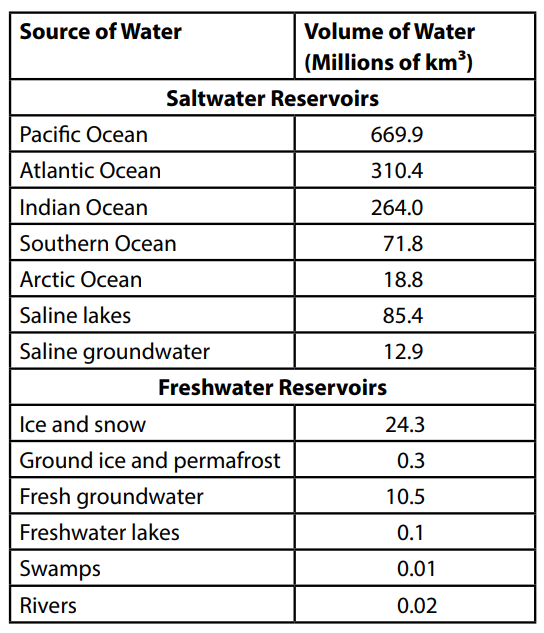 Source of Water Volume of Water
(Millions of km³)
Saltwater Reservoirs
Pacific Ocean 669.9
Atlantic Ocean 310.4
Indian Ocean 264.0
Southern Ocean 71.8
Arctic Ocean 18.8
Saline lakes 85.4
Saline groundwater 12.9
Freshwater Reservoirs
Ice and snow 24.3
Ground ice and permafrost 0.3
Fresh groundwater 10.5
Freshwater lakes 0.1
Swamps 0.01
Rivers 0.02